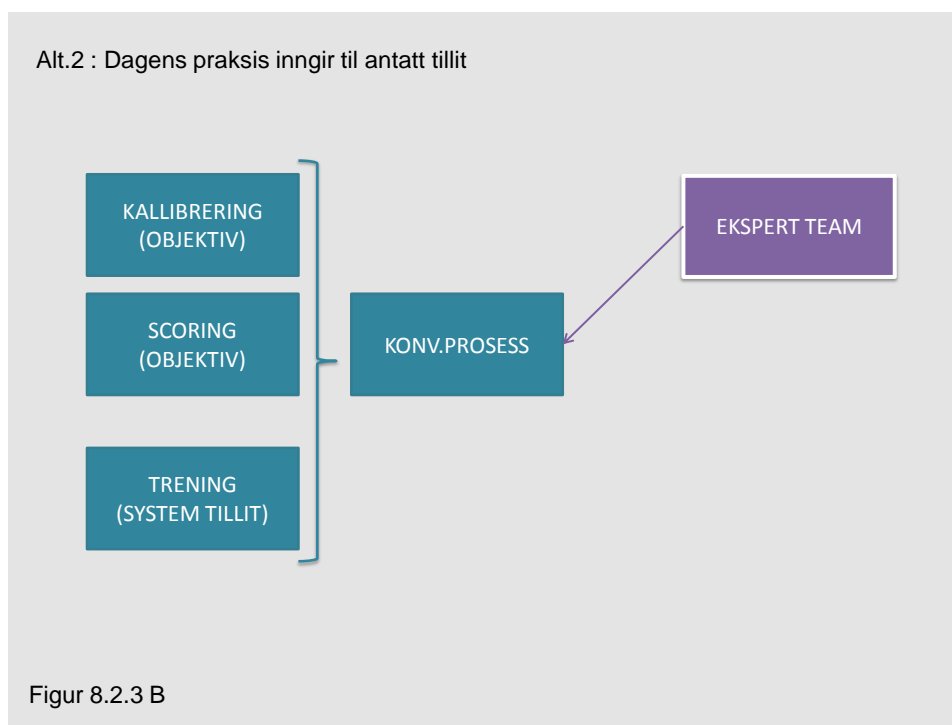 Alt.2 : Dagens praksis inngir til antatt tillit
KALLIBRERING
(OBJEKTIV)
SCORING
(OBJEKTIV)
TRENING
(SYSTEM TILLIT)
KONV.PROSESS
EKSPERT TEAM
Figur 8.2.3 B